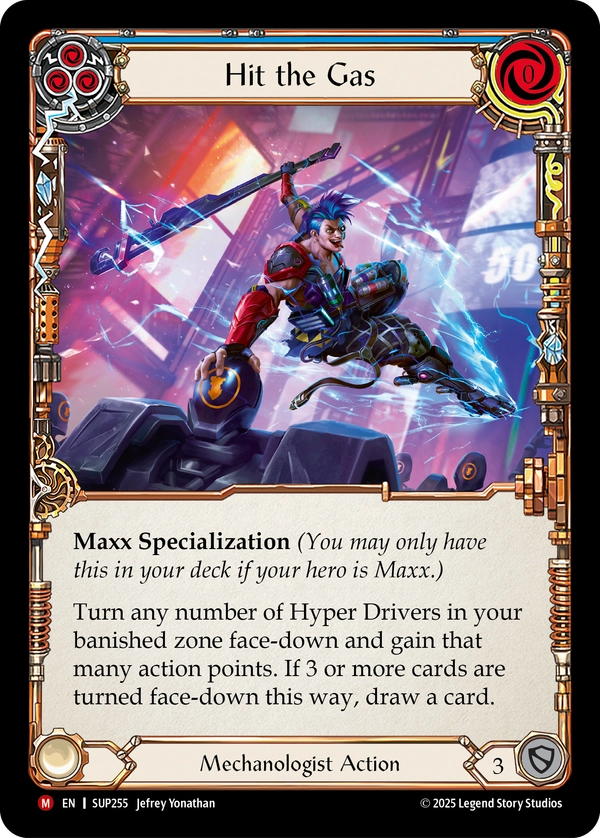 Hit the Gas
0
50
Maxx Specialization (You may only have
this in your deck if your hero is Maxx.)
Turn any number of Hyper Drivers in your
banished zone face-down and gain that
many action points. If 3 or more cards are
turned face-down this way, draw a card.
Mechanologist Action
3
M EN | SUP255 Jefrey Yonathan
© 2025 Legend Story Studios